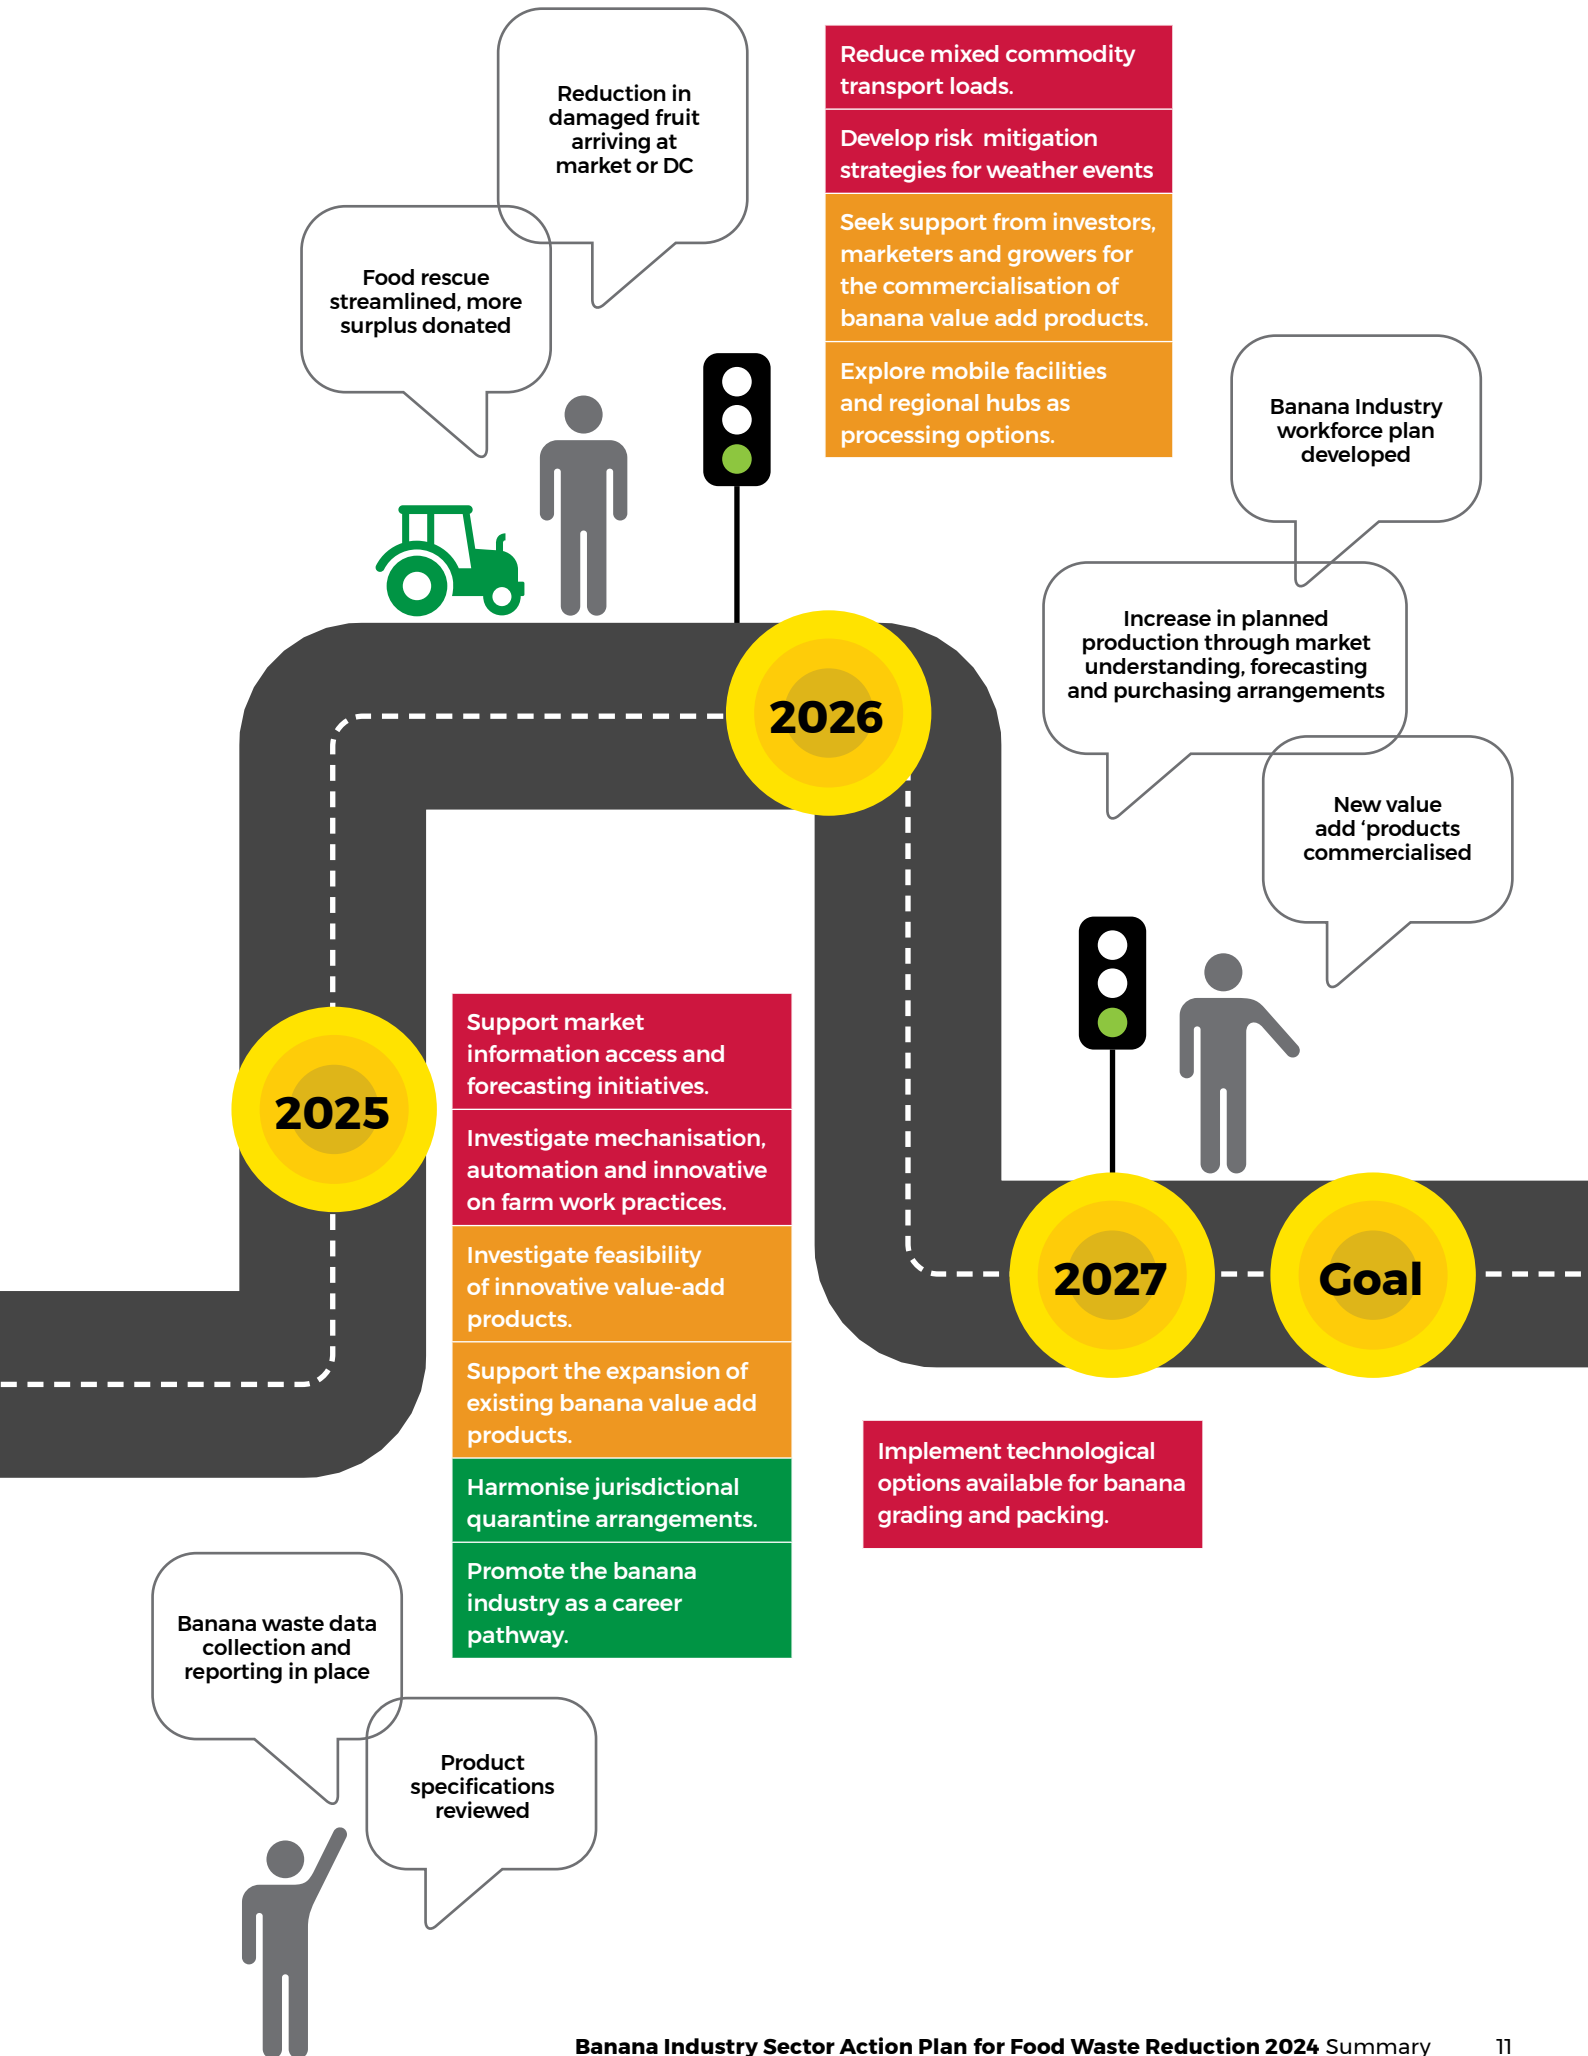 Reduction in
damaged fruit
arriving at
market or DC
Food rescue
streamlined, more
surplus donated
Reduce mixed commodity
transport loads.
Develop risk  mitigation
strategies for weather events
Seek support from investors,
marketers and growers for
the commercialisation of
banana value add products.
Explore mobile facilities
and regional hubs as
processing options.
Banana Industry
workforce plan
developed
Increase in planned
production through market
understanding, forecasting
and purchasing arrangements
New value
add ‘products
commercialised
2026
2025
Support market
information access and
forecasting initiatives.
Investigate mechanisation,
automation and innovative
on farm work practices.
Investigate feasibility
of innovative value-add
products.
Support the expansion of
existing banana value add
products.
Harmonise jurisdictional
quarantine arrangements.
Promote the banana
industry as a career
pathway.
2027
Goal
Implement technological
options available for banana
grading and packing.
Banana waste data
collection and
reporting in place
Product
specifications
reviewed
Banana Industry Sector Action Plan for Food Waste Reduction 2024 Summary 11